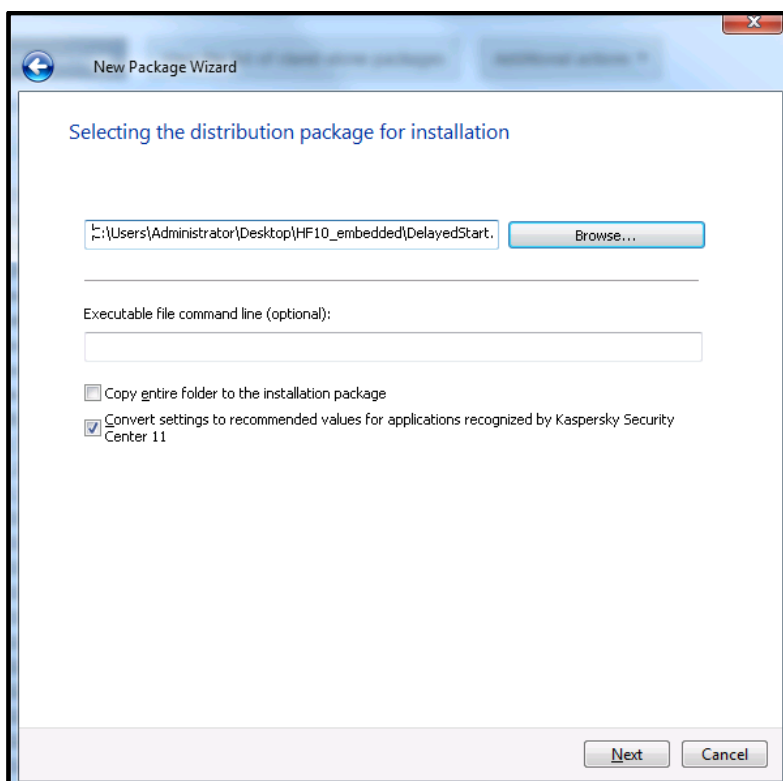 New Package Wizard
Selecting the distribution package for installation
C:\Users\Administrator\Desktop\HF10_embedded\DelayedStart.
Browse...
Executable file command line (optional):
Copy entire folder to the installation package
Convert settings to recommended values for applications recognized by Kaspersky Security
Center 11
Next
Cancel